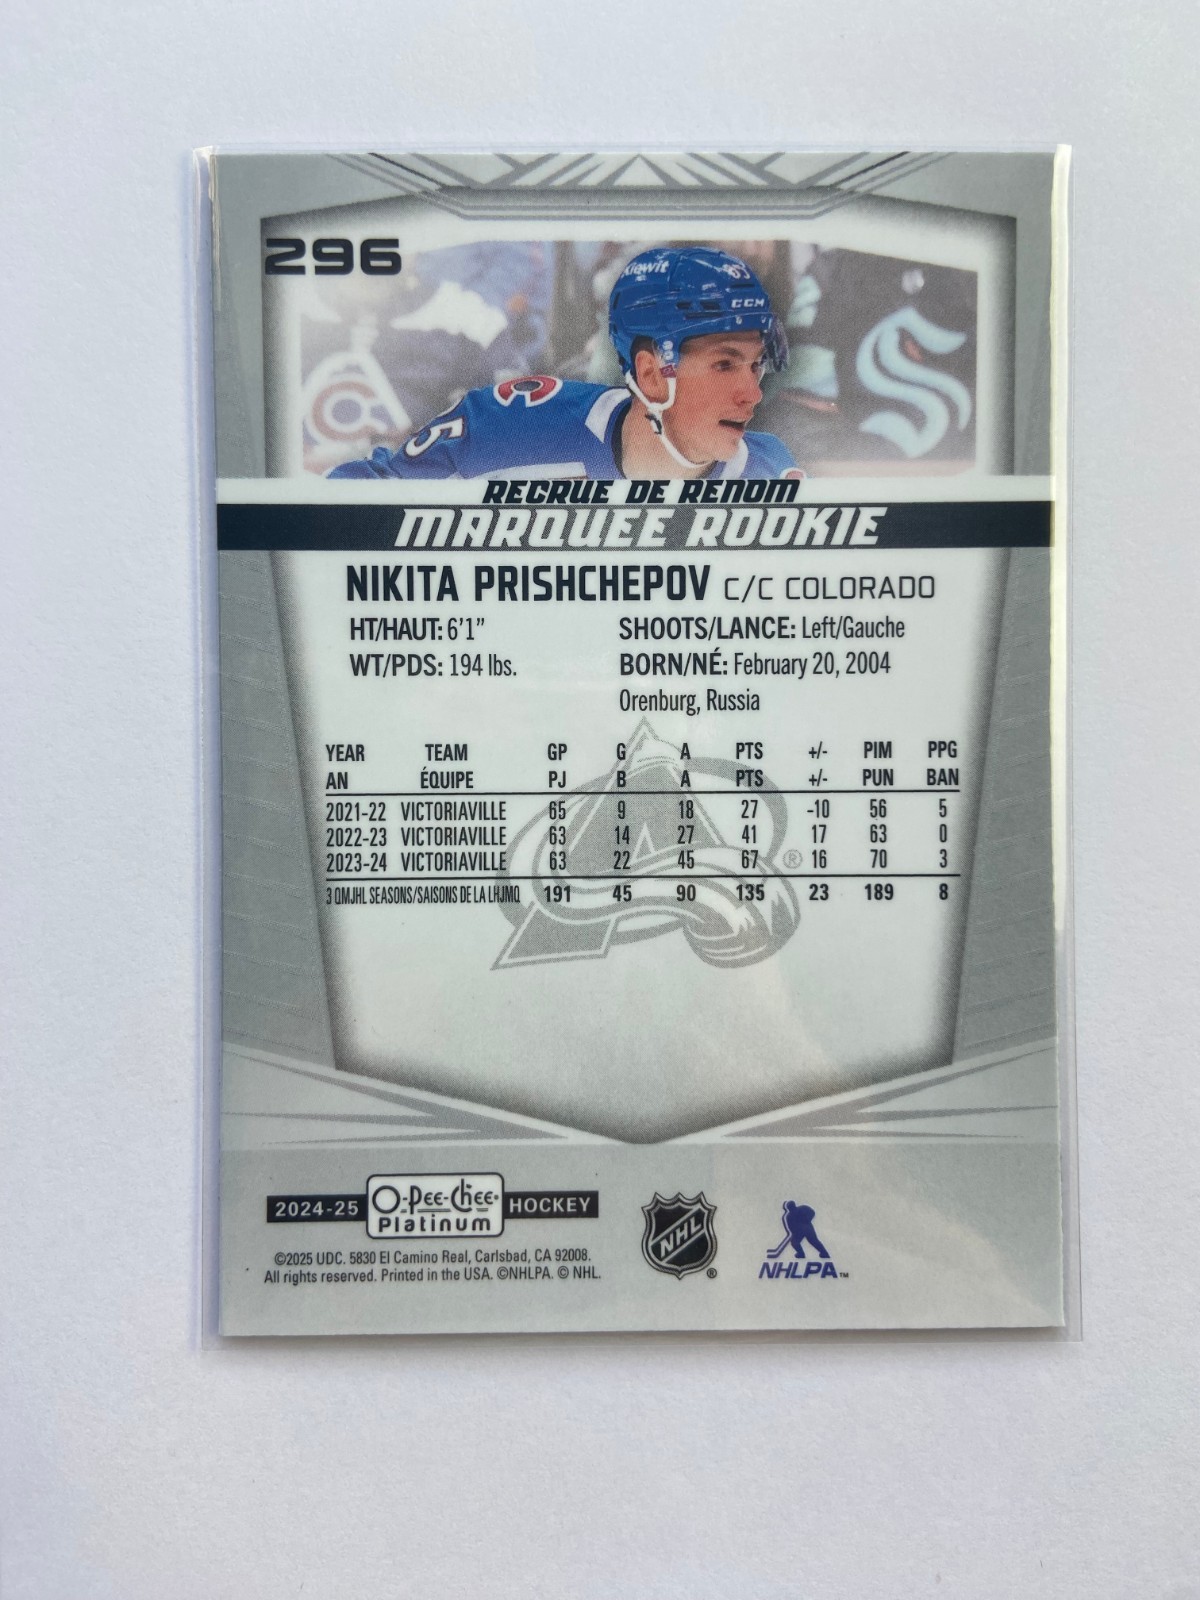 296
Kiewit
85
CCM
85
RECRUE DE RENOM
MARQUEE ROOKIE
NIKITA PRISHCHEPOV C/C COLORADO
HT/HAUT: 6'1" SHOOTS/LANCE: Left/Gauche
WT/PDS: 194 lbs. BORN/NÉ: February 20, 2004
Orenburg, Russia
YEAR TEAM GP G A PTS +/- PIM PPG
AN ÉQUIPE PJ B A PTS +/- PUN BAN
2021-22 VICTORIAVILLE 65 9 18 27 -10 56 5
2022-23 VICTORIAVILLE 63 14 27 41 17 63 0
2023-24 VICTORIAVILLE 63 22 45 67 16 70 3
3 QMJHL SEASONS/SAISONS DE LA LHJMQ 191 45 90 135 23 189 8
®
2024-25 O-Pee-Chee Platinum HOCKEY
©2025 UDC. 5830 El Camino Real, Carlsbad, CA 92008.
All rights reserved. Printed in the USA. ©NHLPA. © NHL.
NHL ®
NHLPA™